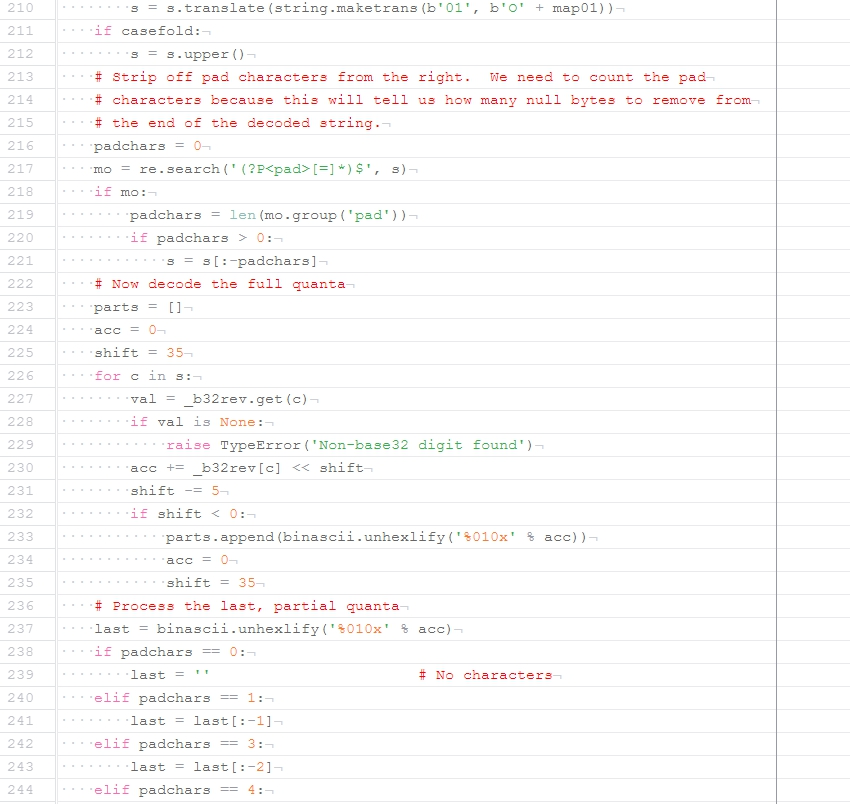 210 s = s.translate(string.maketrans(b'01', b'O' + map01))
211 if casefold:
212 s = s.upper()
213 # Strip off pad characters from the right.  We need to count the pad
214 # characters because this will tell us how many null bytes to remove from
215 # the end of the decoded string.
216 padchars = 0
217 mo = re.search('(?P<pad>[=]*)$', s)
218 if mo:
219 padchars = len(mo.group('pad'))
220 if padchars > 0:
221 s = s[:-padchars]
222 # Now decode the full quanta
223 parts = []
224 acc = 0
225 shift = 35
226 for c in s:
227 val = _b32rev.get(c)
228 if val is None:
229 raise TypeError('Non-base32 digit found')
230 acc += _b32rev[c] << shift
231 shift -= 5
232 if shift < 0:
233 parts.append(binascii.unhexlify('%010x' % acc))
234 acc = 0
235 shift = 35
236 # Process the last, partial quanta
237 last = binascii.unhexlify('%010x' % acc)
238 if padchars == 0:
239 last = '' # No characters
240 elif padchars == 1:
241 last = last[:-1]
242 elif padchars == 3:
243 last = last[:-2]
244 elif padchars == 4: